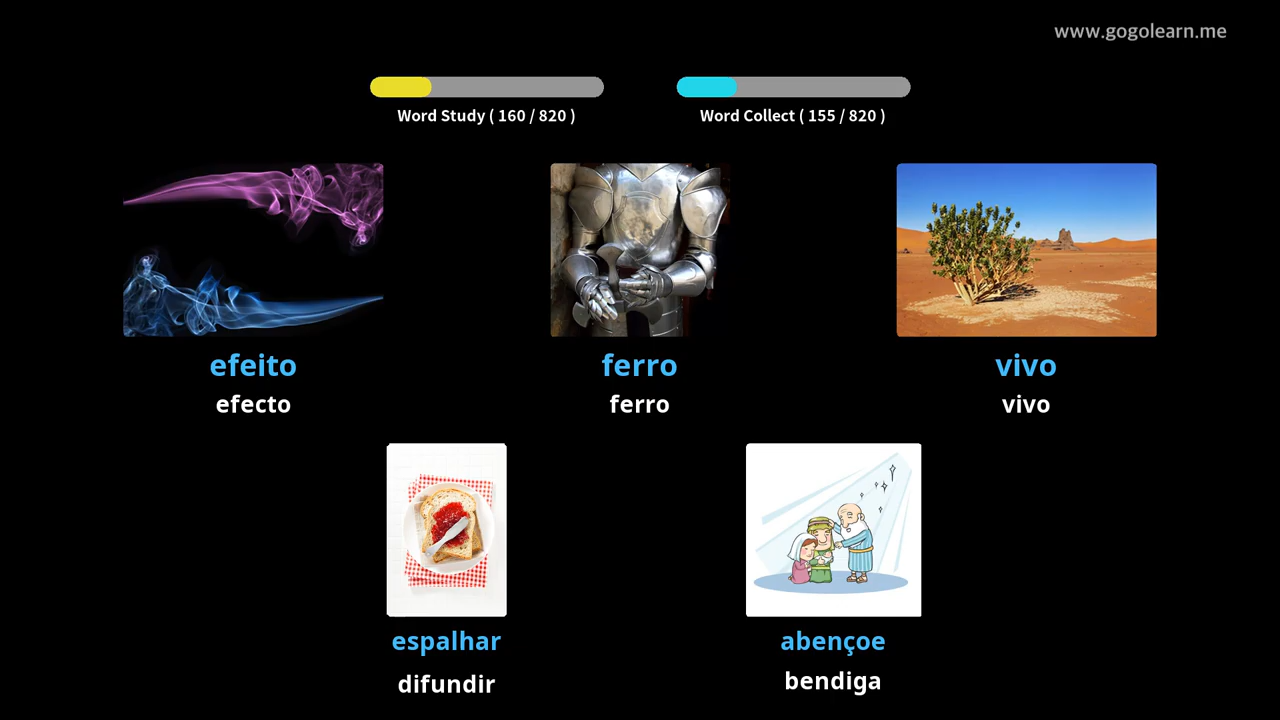 www.gogolearn.me
Word Study ( 160 / 820 )
Word Collect ( 155 / 820 )
efeito
efecto
ferro
ferro
vivo
vivo
espalhar
difundir
abençoe
bendiga